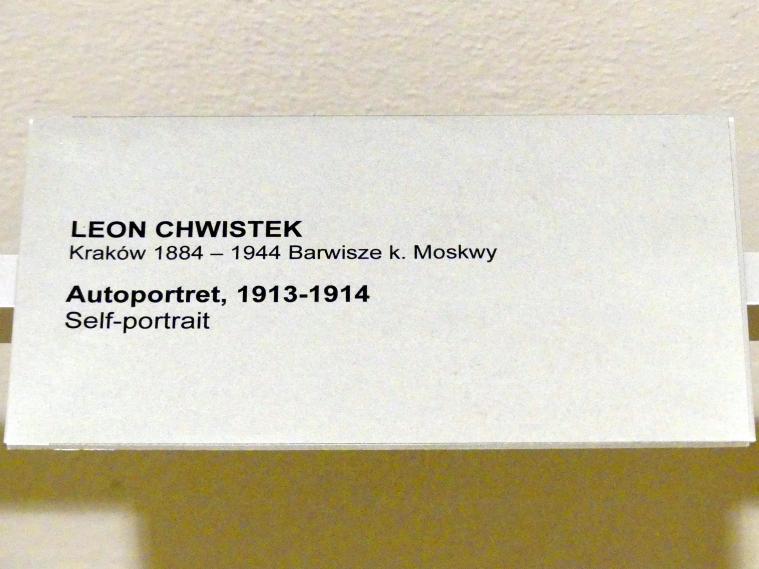 LEON CHWISTEK
Kraków 1884 – 1944 Barwisze k. Moskwy
Autoportret, 1913-1914
Self-portrait